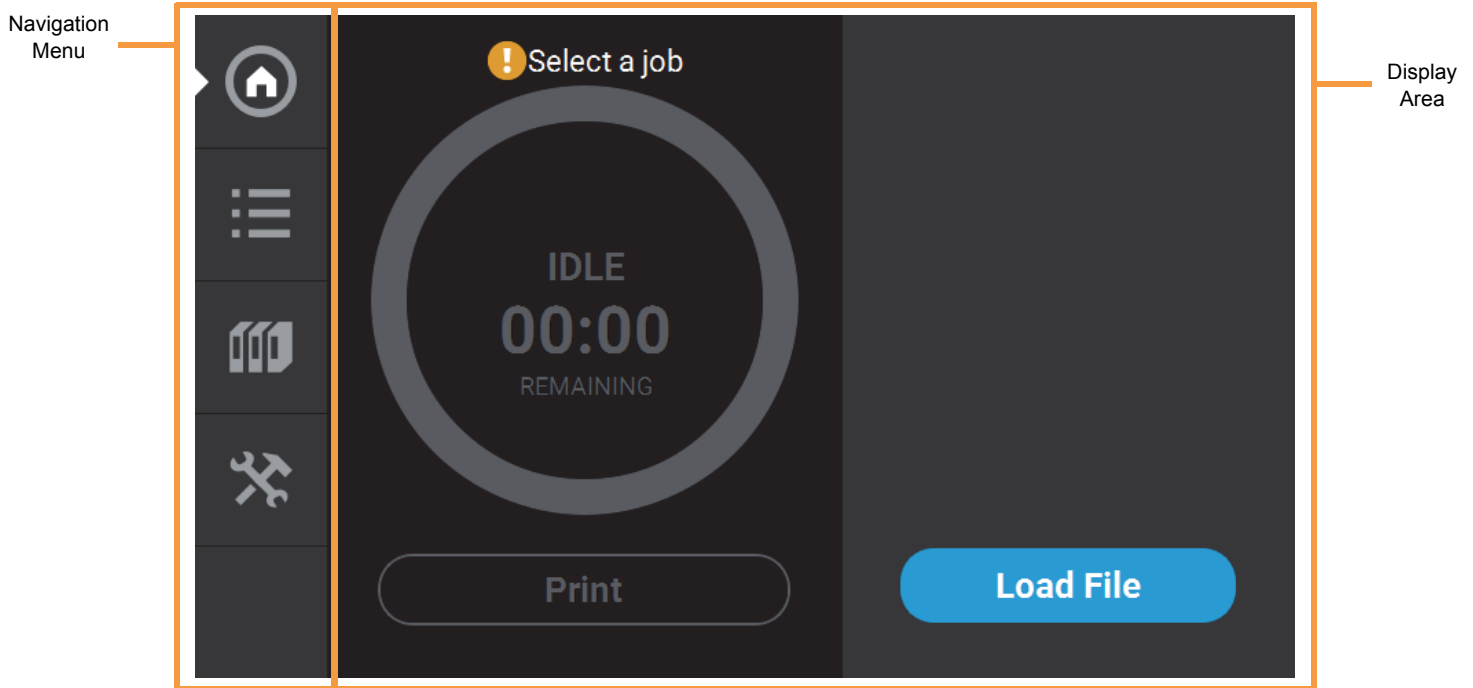 Navigation
Menu
! Select a job
IDLE
00:00
REMAINING
Print
Load File
Display
Area